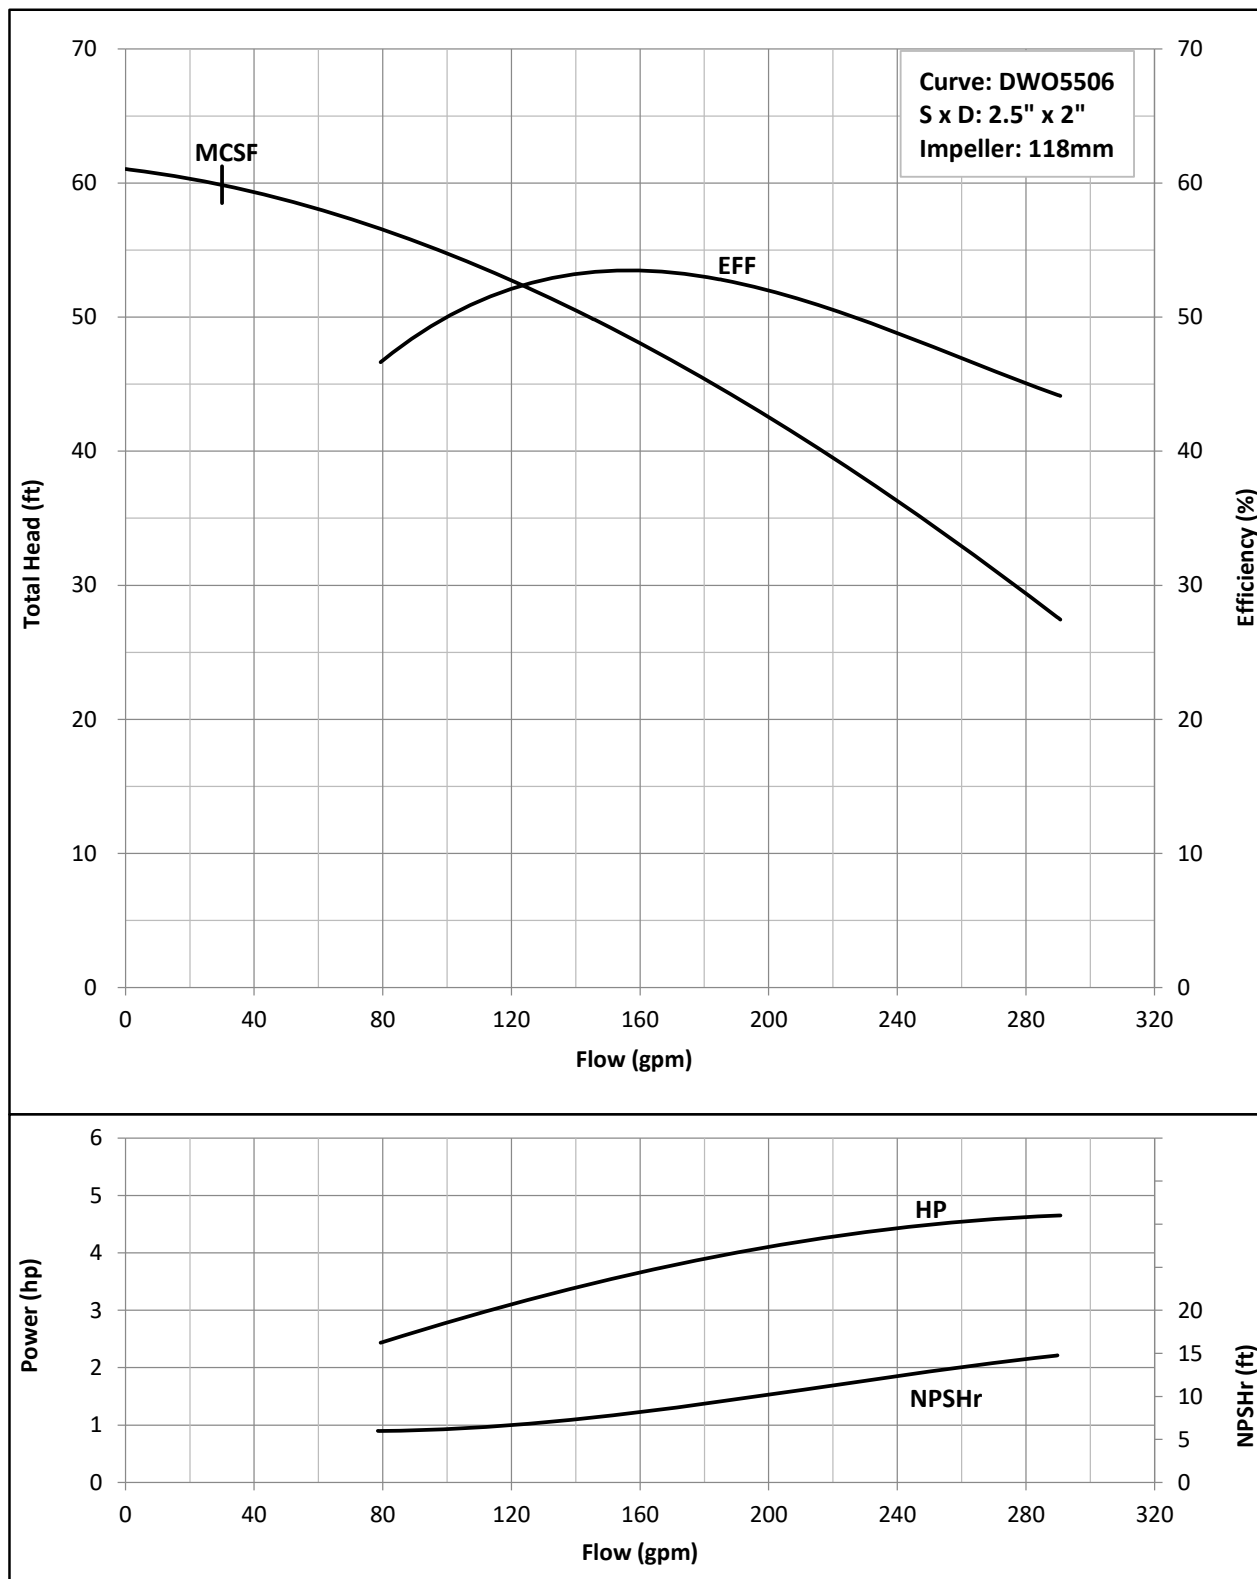 Curve: DWO5506
S x D: 2.5" x 2"
Impeller: 118mm
MCSF
EFF
Total Head (ft)
70
60
50
40
30
20
10
0
Efficiency (%)
70
60
50
40
30
20
10
0
0 40 80 120 160 200 240 280 320
Flow (gpm)
Power (hp)
6
5
4
3
2
1
0
HP
NPSHr
NPSHr (ft)
20
15
10
5
0
0 40 80 120 160 200 240 280 320
Flow (gpm)